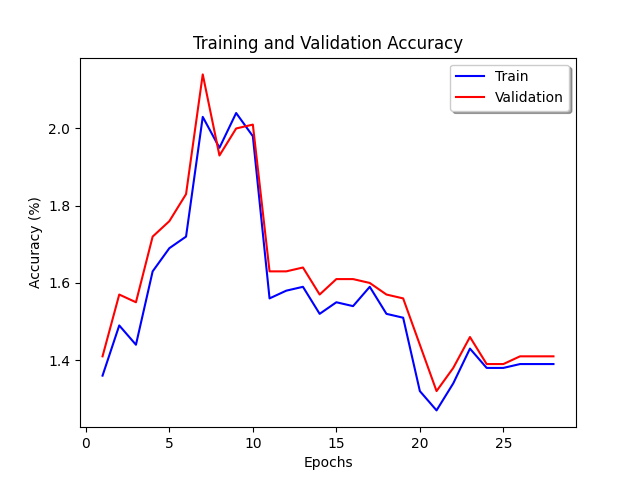 Training and Validation Accuracy
Train
Validation
Accuracy (%)
2.0
1.8
1.6
1.4
0 5 10 15 20 25
Epochs